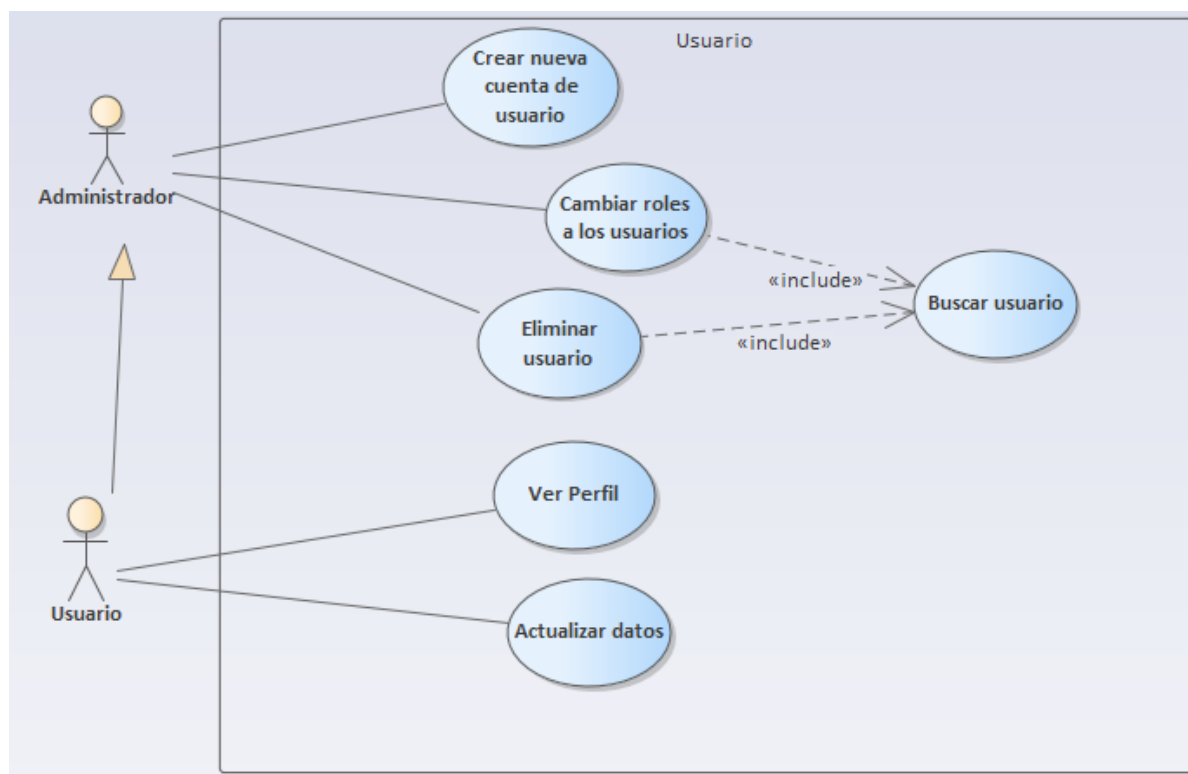 Usuario
Crear nueva
cuenta de
usuario
Administrador
Cambiar roles
a los usuarios
«include»
Buscar usuario
Eliminar
usuario
«include»
Ver Perfil
Usuario
Actualizar datos